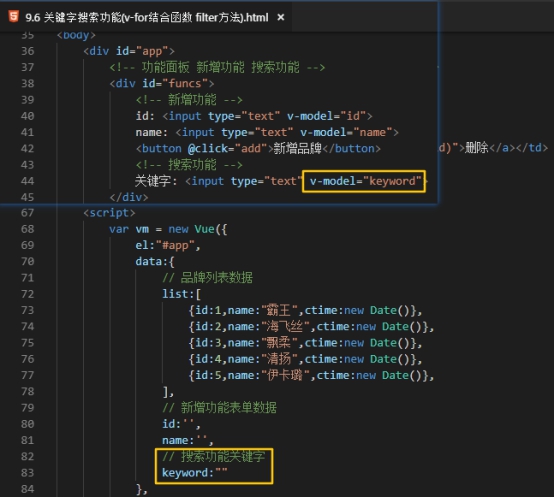 9.6 关键字搜索功能(v-for结合函数 filter方法).html ×
35 <body>
36 <div id="app">
37 <!-- 功能面板 新增功能 搜索功能 -->
38 <div id="funcs">
39 <!-- 新增功能 -->
40 id: <input type="text" v-model="id">
41 name: <input type="text" v-model="name">
42 <button @click="add">新增品牌</button> d)">删除</a></td>
43 <!-- 搜索功能 -->
44 关键字: <input type="text" v-model="keyword">
45 </div>
67 <script>
68 var vm = new Vue({
69 el:"#app",
70 data:{
71 // 品牌列表数据
72 list:[
73 {id:1,name:"霸王",ctime:new Date()},
74 {id:2,name:"海飞丝",ctime:new Date()},
75 {id:3,name:"飘柔",ctime:new Date()},
76 {id:4,name:"清扬",ctime:new Date()},
77 {id:5,name:"伊卡璐",ctime:new Date()},
78 ],
79 // 新增功能表单数据
80 id:'',
81 name:'',
82 // 搜索功能关键字
83 keyword:""
84 },